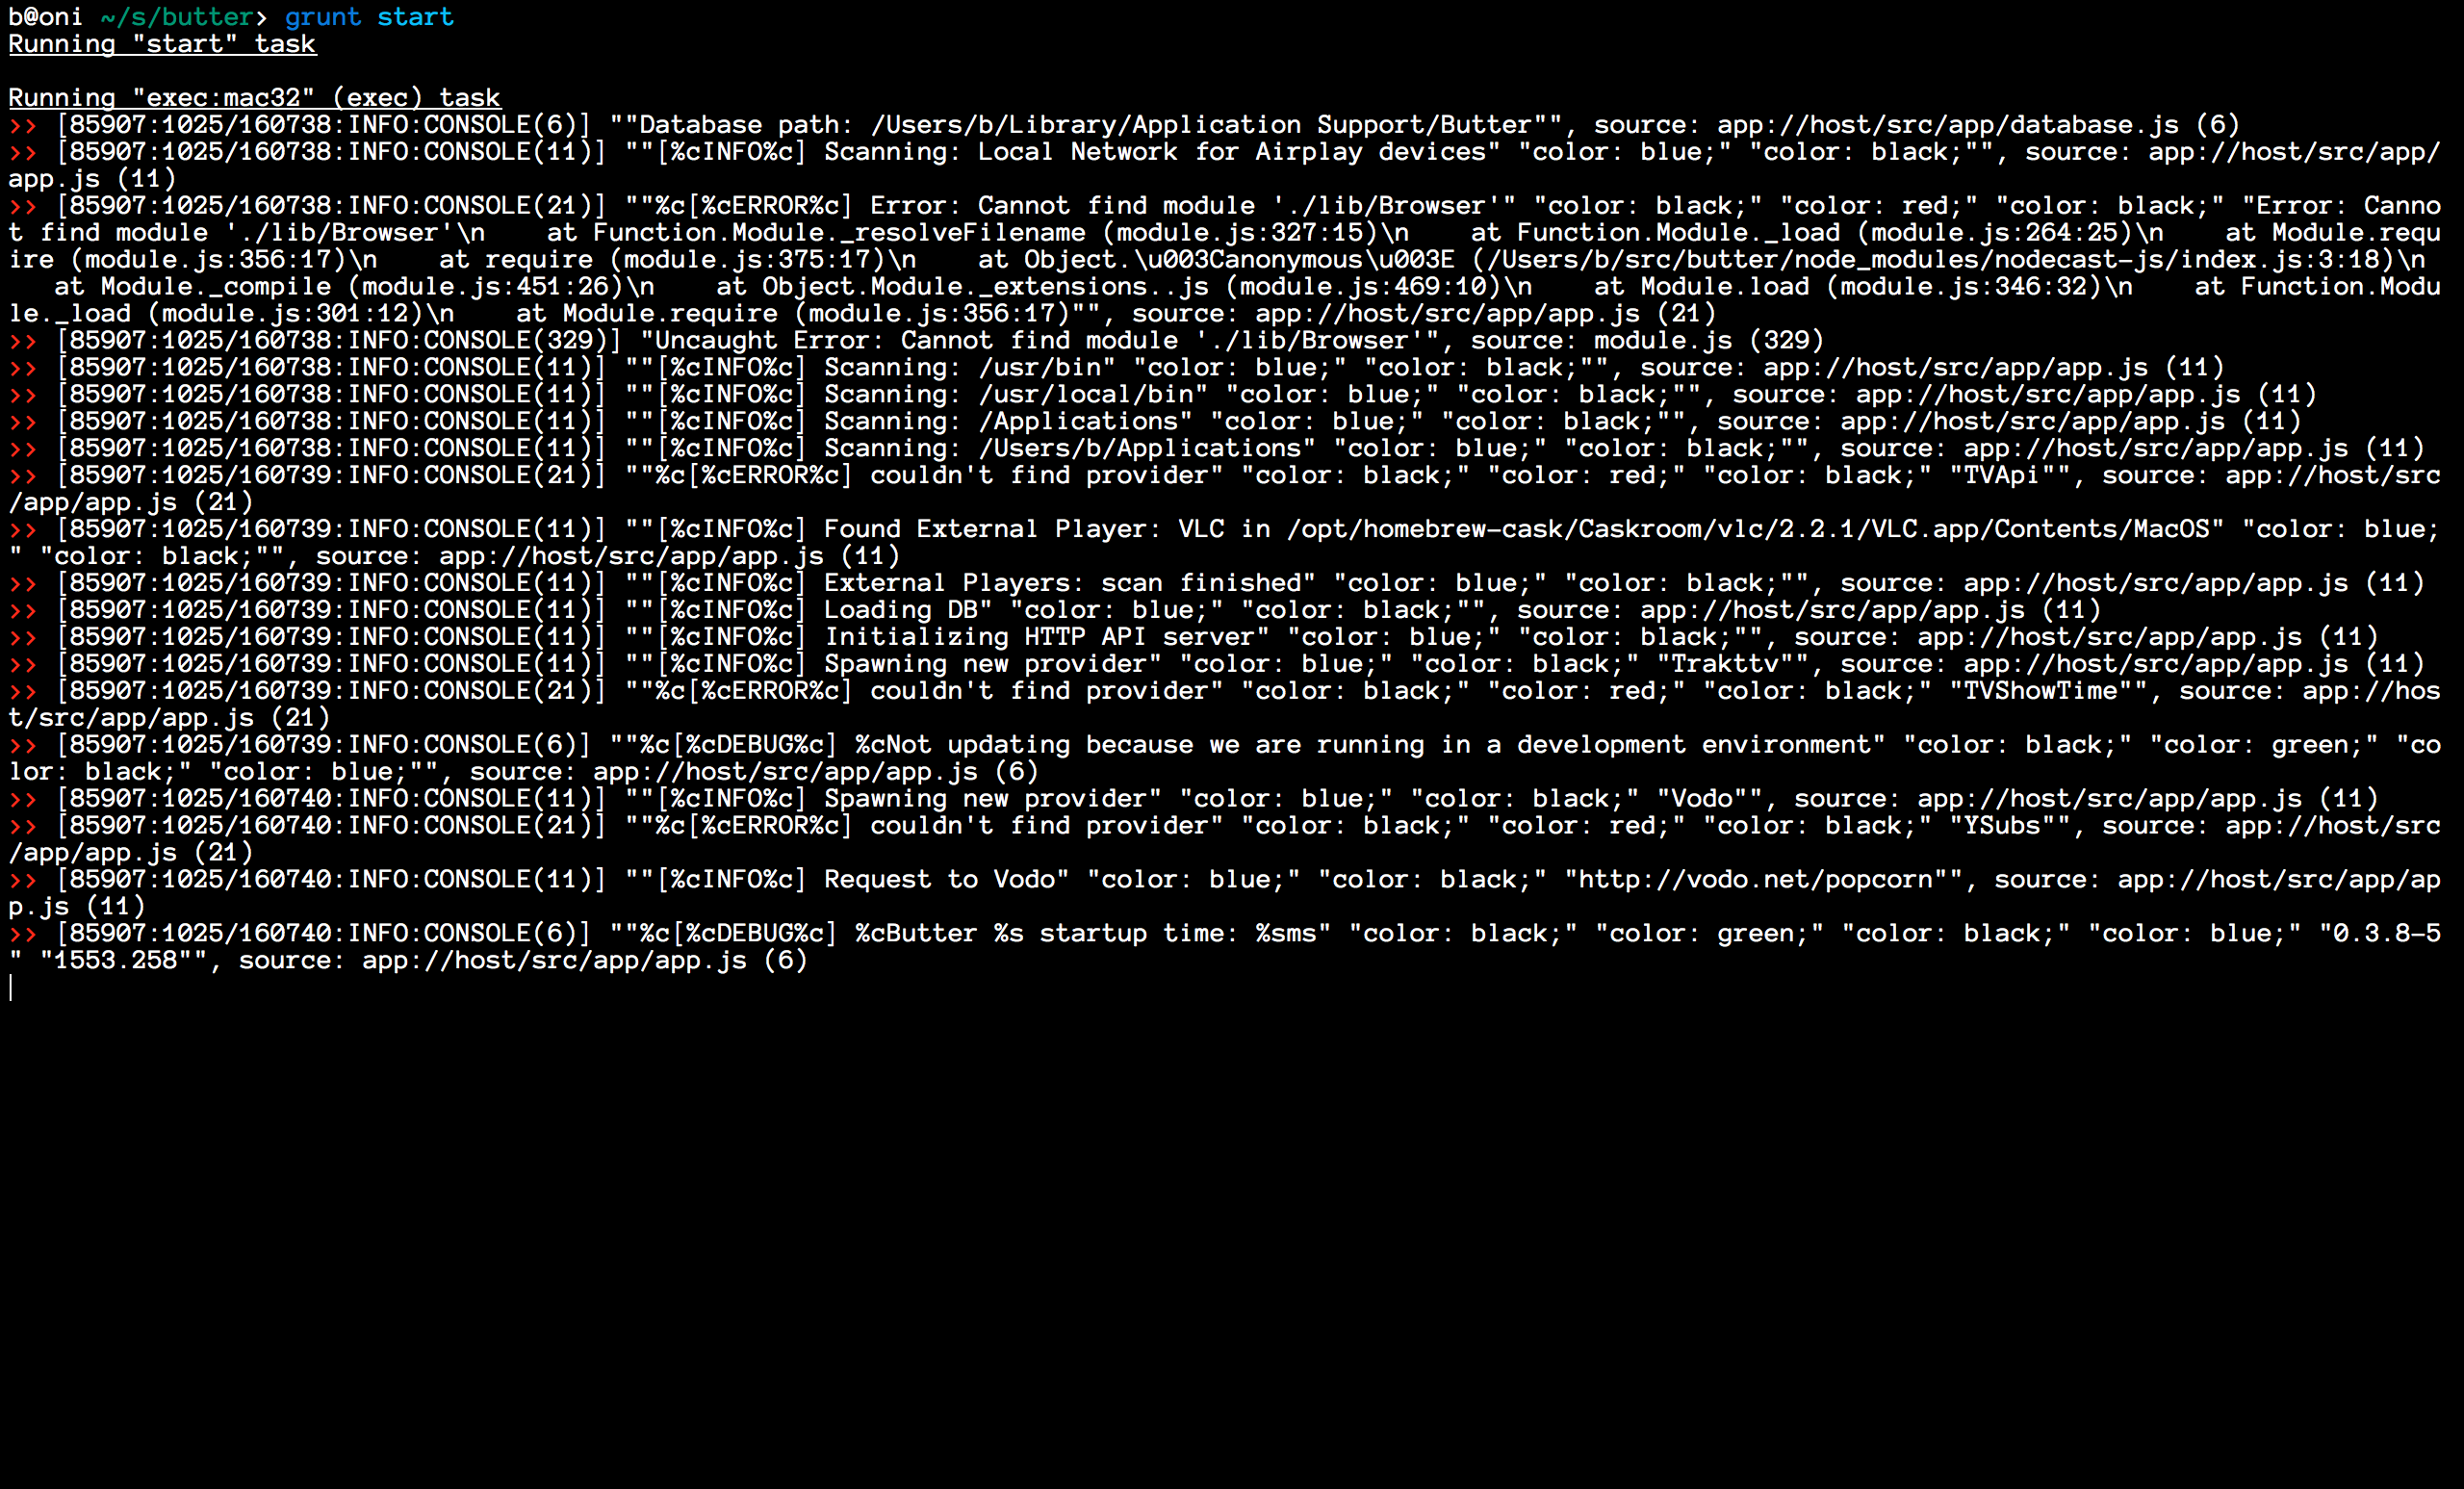 b@oni ~/s/butter> grunt start
Running "start" task
Running "exec:mac32" (exec) task
>> [85907:1025/160738:INFO:CONSOLE(6)] ""Database path: /Users/b/Library/Application Support/Butter"", source: app://host/src/app/database.js (6)
>> [85907:1025/160738:INFO:CONSOLE(11)] ""[%cINFO%c] Scanning: Local Network for Airplay devices" "color: blue;" "color: black;"", source: app://host/src/app/
app.js (11)
>> [85907:1025/160738:INFO:CONSOLE(21)] ""%c[%cERROR%c] Error: Cannot find module './lib/Browser'" "color: black;" "color: red;" "color: black;" "Error: Canno
t find module './lib/Browser'\n    at Function.Module._resolveFilename (module.js:327:15)\n    at Function.Module._load (module.js:264:25)\n    at Module.requ
ire (module.js:356:17)\n    at require (module.js:375:17)\n    at Object.\u003Canonymous\u003E (/Users/b/src/butter/node_modules/nodecast-js/index.js:3:18)\n 
   at Module._compile (module.js:451:26)\n    at Object.Module._extensions..js (module.js:469:10)\n    at Module.load (module.js:346:32)\n    at Function.Modu
le._load (module.js:301:12)\n    at Module.require (module.js:356:17)"", source: app://host/src/app/app.js (21)
>> [85907:1025/160738:INFO:CONSOLE(329)] "Uncaught Error: Cannot find module './lib/Browser'", source: module.js (329)
>> [85907:1025/160738:INFO:CONSOLE(11)] ""[%cINFO%c] Scanning: /usr/bin" "color: blue;" "color: black;"", source: app://host/src/app/app.js (11)
>> [85907:1025/160738:INFO:CONSOLE(11)] ""[%cINFO%c] Scanning: /usr/local/bin" "color: blue;" "color: black;"", source: app://host/src/app/app.js (11)
>> [85907:1025/160738:INFO:CONSOLE(11)] ""[%cINFO%c] Scanning: /Applications" "color: blue;" "color: black;"", source: app://host/src/app/app.js (11)
>> [85907:1025/160738:INFO:CONSOLE(11)] ""[%cINFO%c] Scanning: /Users/b/Applications" "color: blue;" "color: black;"", source: app://host/src/app/app.js (11)
>> [85907:1025/160739:INFO:CONSOLE(21)] ""%c[%cERROR%c] couldn't find provider" "color: black;" "color: red;" "color: black;" "TVApi"", source: app://host/src
/app/app.js (21)
>> [85907:1025/160739:INFO:CONSOLE(11)] ""[%cINFO%c] Found External Player: VLC in /opt/homebrew-cask/Caskroom/vlc/2.2.1/VLC.app/Contents/MacOS" "color: blue;
" "color: black;"", source: app://host/src/app/app.js (11)
>> [85907:1025/160739:INFO:CONSOLE(11)] ""[%cINFO%c] External Players: scan finished" "color: blue;" "color: black;"", source: app://host/src/app/app.js (11)
>> [85907:1025/160739:INFO:CONSOLE(11)] ""[%cINFO%c] Loading DB" "color: blue;" "color: black;"", source: app://host/src/app/app.js (11)
>> [85907:1025/160739:INFO:CONSOLE(11)] ""[%cINFO%c] Initializing HTTP API server" "color: blue;" "color: black;"", source: app://host/src/app/app.js (11)
>> [85907:1025/160739:INFO:CONSOLE(11)] ""[%cINFO%c] Spawning new provider" "color: blue;" "color: black;" "Trakttv"", source: app://host/src/app/app.js (11)
>> [85907:1025/160739:INFO:CONSOLE(21)] ""%c[%cERROR%c] couldn't find provider" "color: black;" "color: red;" "color: black;" "TVShowTime"", source: app://hos
t/src/app/app.js (21)
>> [85907:1025/160739:INFO:CONSOLE(6)] ""%c[%cDEBUG%c] %cNot updating because we are running in a development environment" "color: black;" "color: green;" "co
lor: black;" "color: blue;"", source: app://host/src/app/app.js (6)
>> [85907:1025/160740:INFO:CONSOLE(11)] ""[%cINFO%c] Spawning new provider" "color: blue;" "color: black;" "Vodo"", source: app://host/src/app/app.js (11)
>> [85907:1025/160740:INFO:CONSOLE(21)] ""%c[%cERROR%c] couldn't find provider" "color: black;" "color: red;" "color: black;" "YSubs"", source: app://host/src
/app/app.js (21)
>> [85907:1025/160740:INFO:CONSOLE(11)] ""[%cINFO%c] Request to Vodo" "color: blue;" "color: black;" "http://vodo.net/popcorn"", source: app://host/src/app/ap
p.js (11)
>> [85907:1025/160740:INFO:CONSOLE(6)] ""%c[%cDEBUG%c] %cButter %s startup time: %sms" "color: black;" "color: green;" "color: black;" "color: blue;" "0.3.8-5
" "1553.258"", source: app://host/src/app/app.js (6)